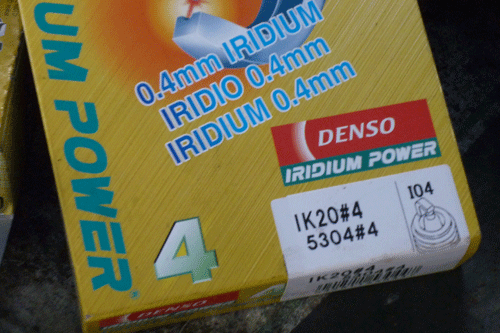 UM POWER®
0.4mm IRIDIUM
IRIDIO 0.4mm
IRIDIUM 0.4mm
DENSO
IRIDIUM POWER
4
IK20#4
5304#4
I04
DENSO